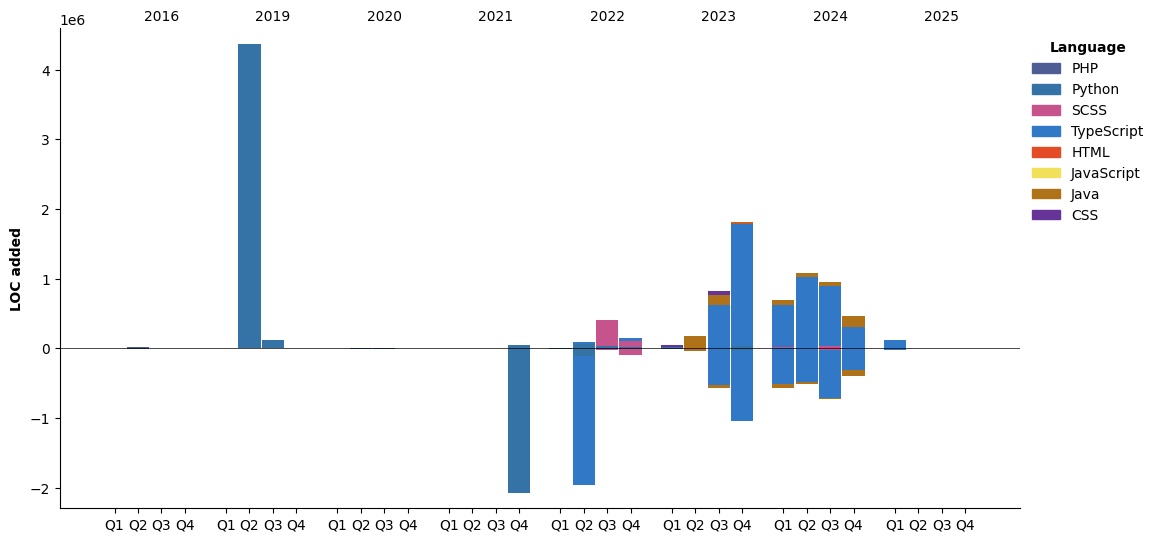 2016 2019 2020 2021 2022 2023 2024 2025
1e6
Language
PHP
Python
SCSS
TypeScript
HTML
JavaScript
Java
CSS
LOC added
4
3
2
1
0
−1
−2
Q1 Q2 Q3 Q4 Q1 Q2 Q3 Q4 Q1 Q2 Q3 Q4 Q1 Q2 Q3 Q4 Q1 Q2 Q3 Q4 Q1 Q2 Q3 Q4 Q1 Q2 Q3 Q4 Q1 Q2 Q3 Q4